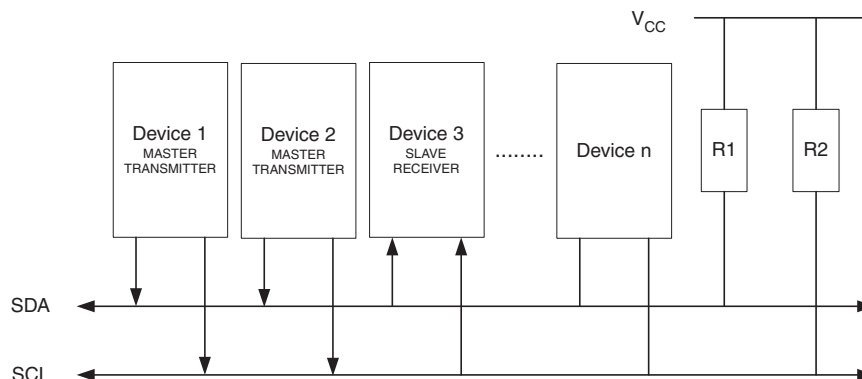 VCC
Device 1
MASTER
TRANSMITTER
Device 2
MASTER
TRANSMITTER
Device 3
SLAVE
RECEIVER
........
Device n
R1
R2
SDA
SCL